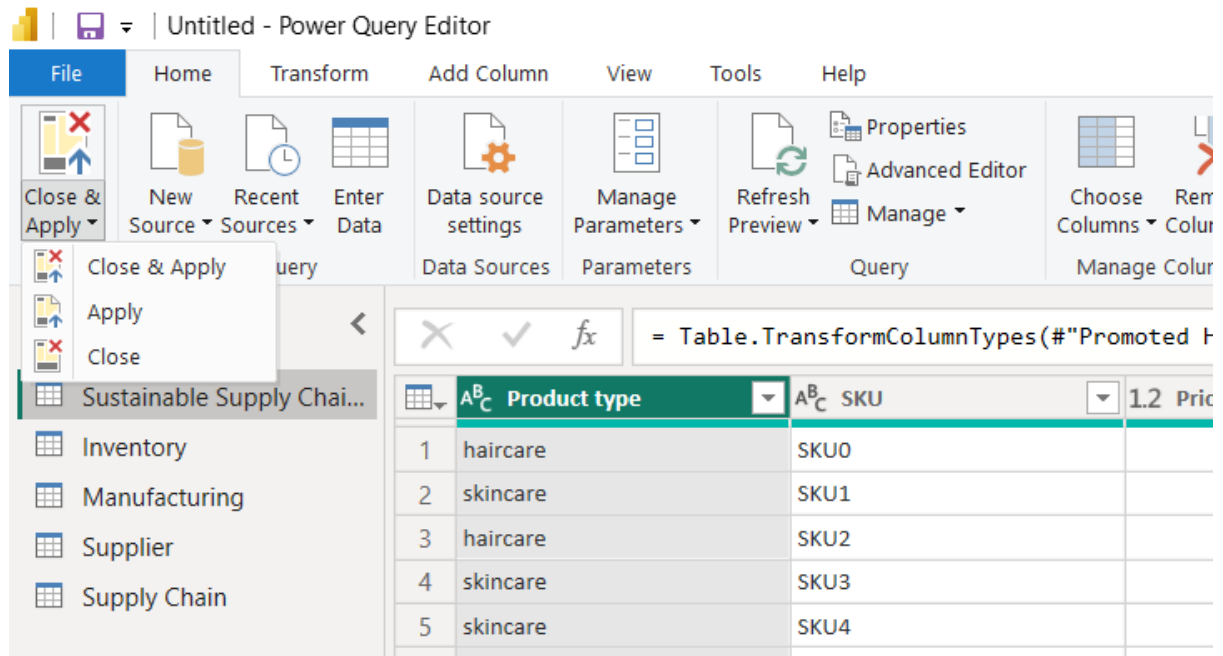 Untitled - Power Query Editor
File Home Transform Add Column View Tools Help
Close & Apply
New Source
Recent Sources
Enter Data
Data source settings
Manage Parameters
Refresh Preview
Properties
Advanced Editor
Manage
Choose Columns
Data Sources Parameters Query
Close & Apply
Apply
Close
fx = Table.TransformColumnTypes(#"Promoted
Sustainable Supply Chai...
Inventory
Manufacturing
Supplier
Supply Chain
ABC Product type ABC SKU 1.2
1 haircare SKU0
2 skincare SKU1
3 haircare SKU2
4 skincare SKU3
5 skincare SKU4